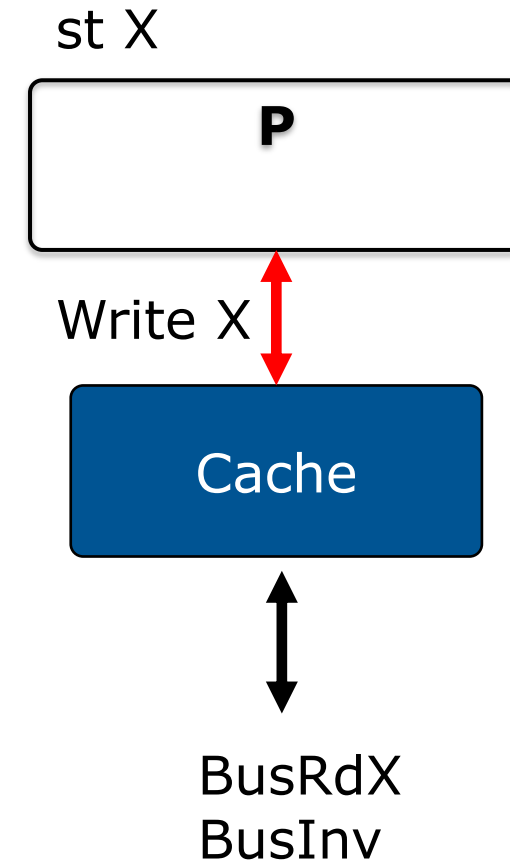 st X
P
Write X
Cache
BusRdX
BusInv